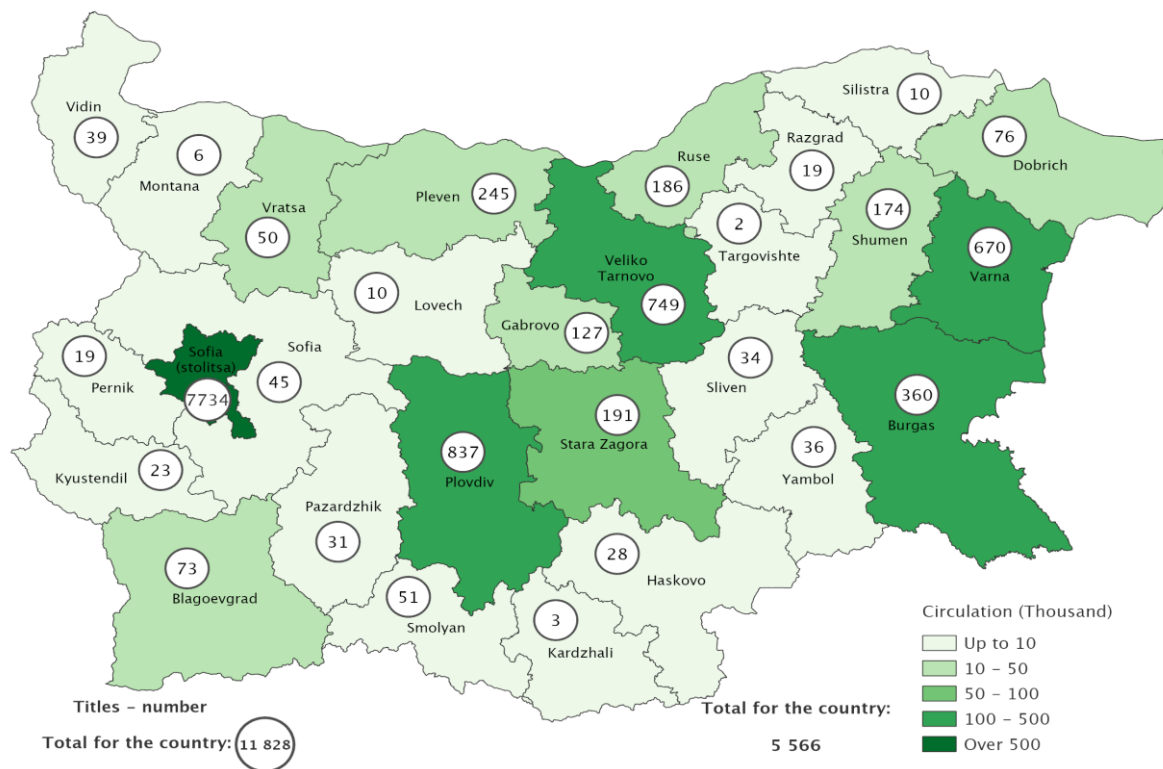 Vidin
39
6
Montana
Vratsa
50
Pleven
245
Ruse
186
Silistra
10
Razgrad
19
76
Dobrich
2
Targovishte
174
Shumen
670
Varna
Veliko
Tarnovo
749
10
Lovech
Gabrovo
127
19
Pernik
Sofia
(stolitsa)
7734
Sofia
45
34
Sliven
360
Burgas
191
Stara Zagora
837
Plovdiv
36
Yambol
Kyustendil
23
Pazardzhik
31
73
Blagoevgrad
51
Smolyan
28
Haskovo
3
Kardzhali
Titles – number
Total for the country:
11 828
Total for the country:
5 566
Circulation (Thousand)
Up to 10
10 – 50
50 – 100
100 – 500
Over 500